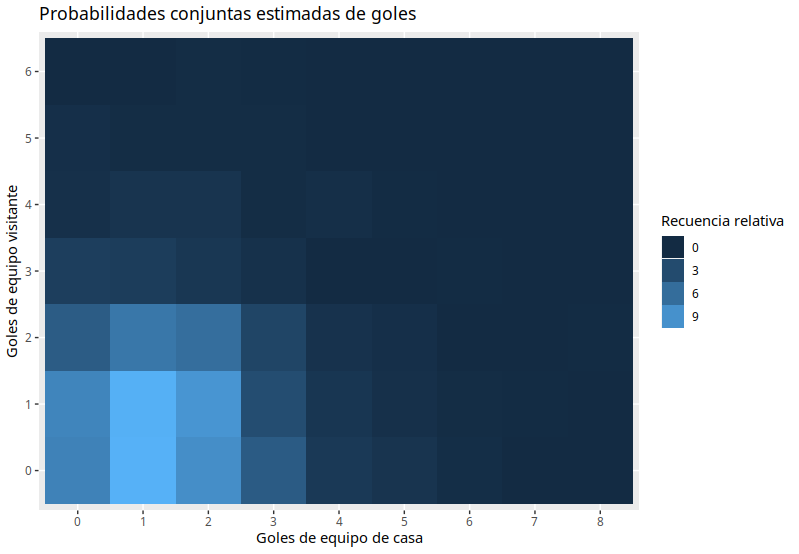 Probabilidades conjuntas estimadas de goles
Goles de equipo visitante
6
5
4
3
2
1
0
0 1 2 3 4 5 6 7 8
Goles de equipo de casa
Recuencia relativa
0
3
6
9